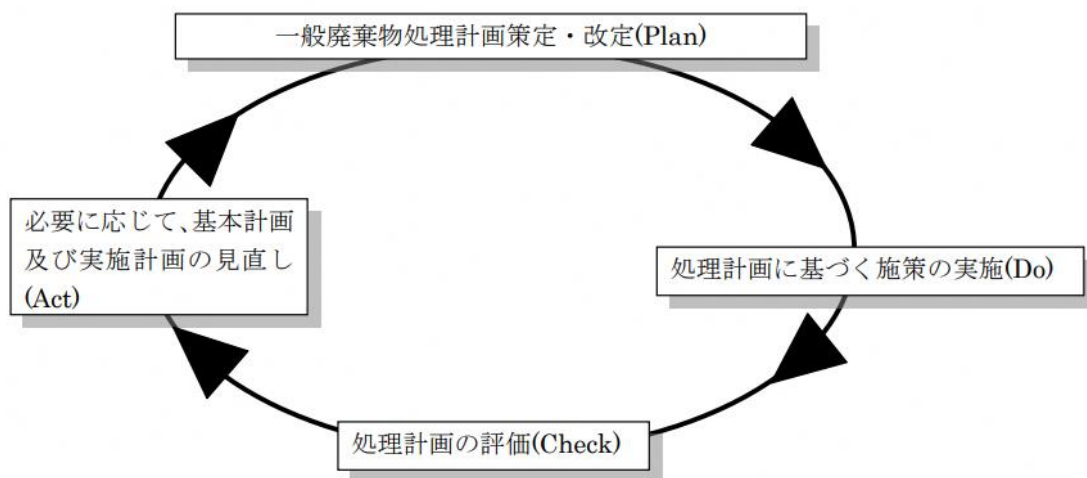 一般廃棄物処理計画策定・改定(Plan)
必要に応じて、基本計画
及び実施計画の見直し
(Act)
処理計画に基づく施策の実施(Do)
処理計画の評価(Check)